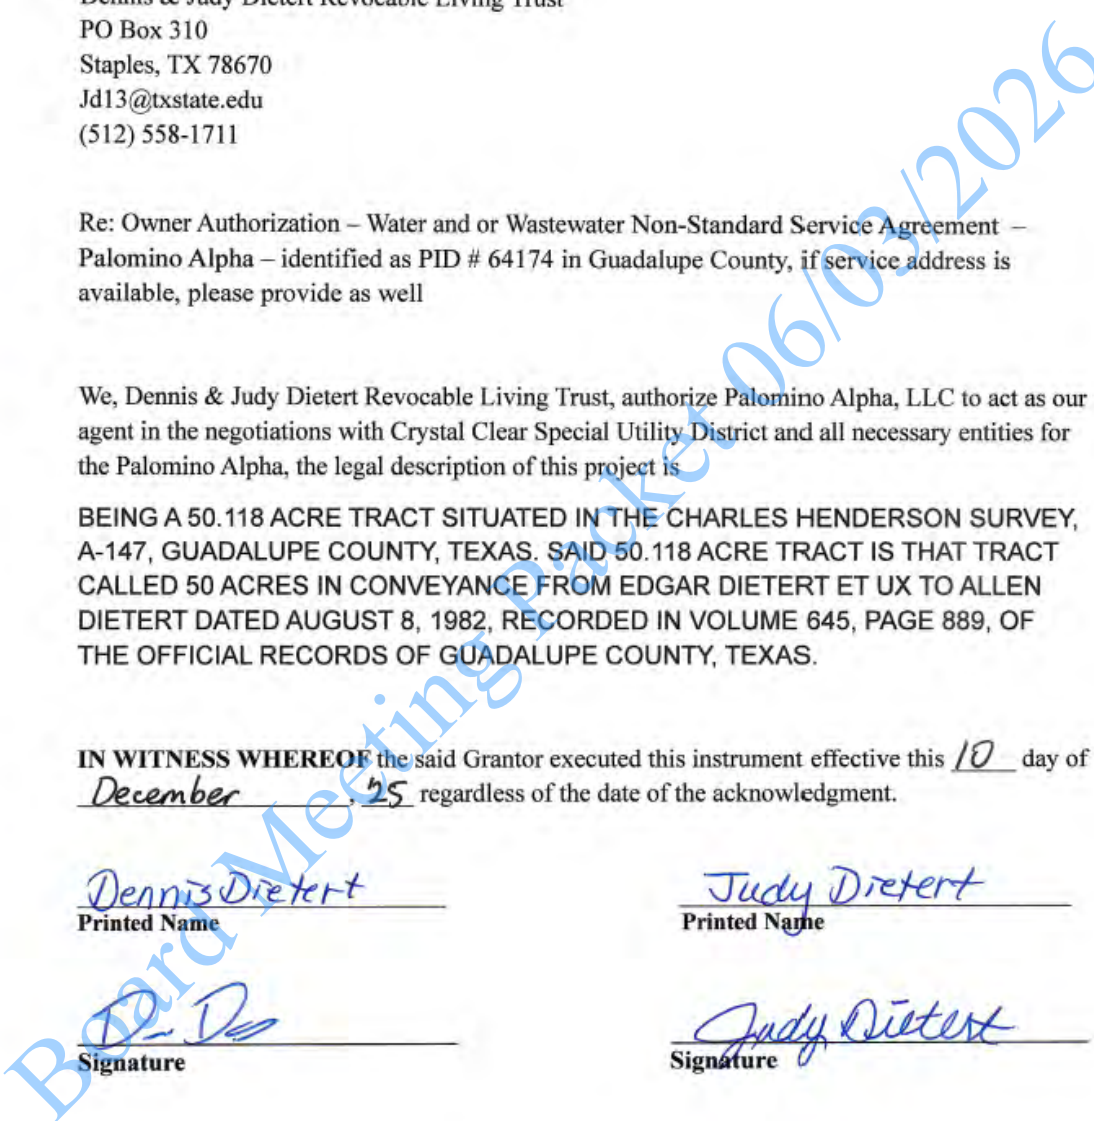 Dennis & Judy Dietert Revocable Living Trust
PO Box 310
Staples, TX 78670
Jd13@txstate.edu
(512) 558-1711
Re: Owner Authorization – Water and or Wastewater Non-Standard Service Agreement –
Palomino Alpha – identified as PID # 64174 in Guadalupe County, if service address is
available, please provide as well
We, Dennis & Judy Dietert Revocable Living Trust, authorize Palomino Alpha, LLC to act as our
agent in the negotiations with Crystal Clear Special Utility District and all necessary entities for
the Palomino Alpha, the legal description of this project is
BEING A 50.118 ACRE TRACT SITUATED IN THE CHARLES HENDERSON SURVEY,
A-147, GUADALUPE COUNTY, TEXAS. SAID 50.118 ACRE TRACT IS THAT TRACT
CALLED 50 ACRES IN CONVEYANCE FROM EDGAR DIETERT ET UX TO ALLEN
DIETERT DATED AUGUST 8, 1982, RECORDED IN VOLUME 645, PAGE 889, OF
THE OFFICIAL RECORDS OF GUADALUPE COUNTY, TEXAS.
IN WITNESS WHEREOF the said Grantor executed this instrument effective this 10 day of
December, 25 regardless of the date of the acknowledgment.
Dennis Dietert Judy Dietert
Printed Name Printed Name
Judy Dietert
Signature Signature
Board Meeting Packet 06/03/2026